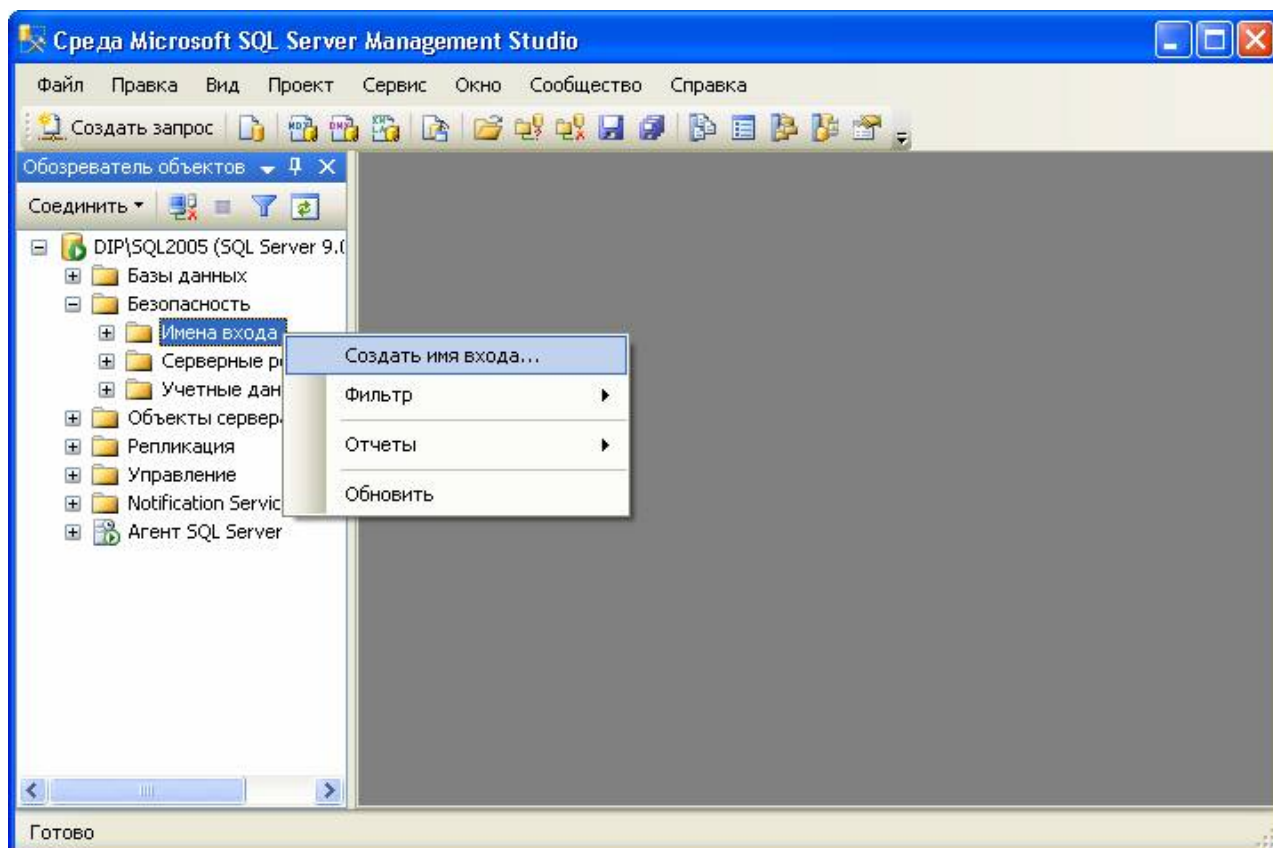 Среда Microsoft SQL Server Management Studio
Файл Правка Вид Проект Сервис Окно Сообщество Справка
Создать запрос
Обозреватель объектов
Соединить
DIP\SQL2005 (SQL Server 9.(
Базы данных
Безопасность
Имена входа
Серверные
Учетные дан
Объекты сервер
Репликация
Управление
Notification Servic
Агент SQL Server
Создать имя входа...
Фильтр
Отчеты
Обновить
Готово